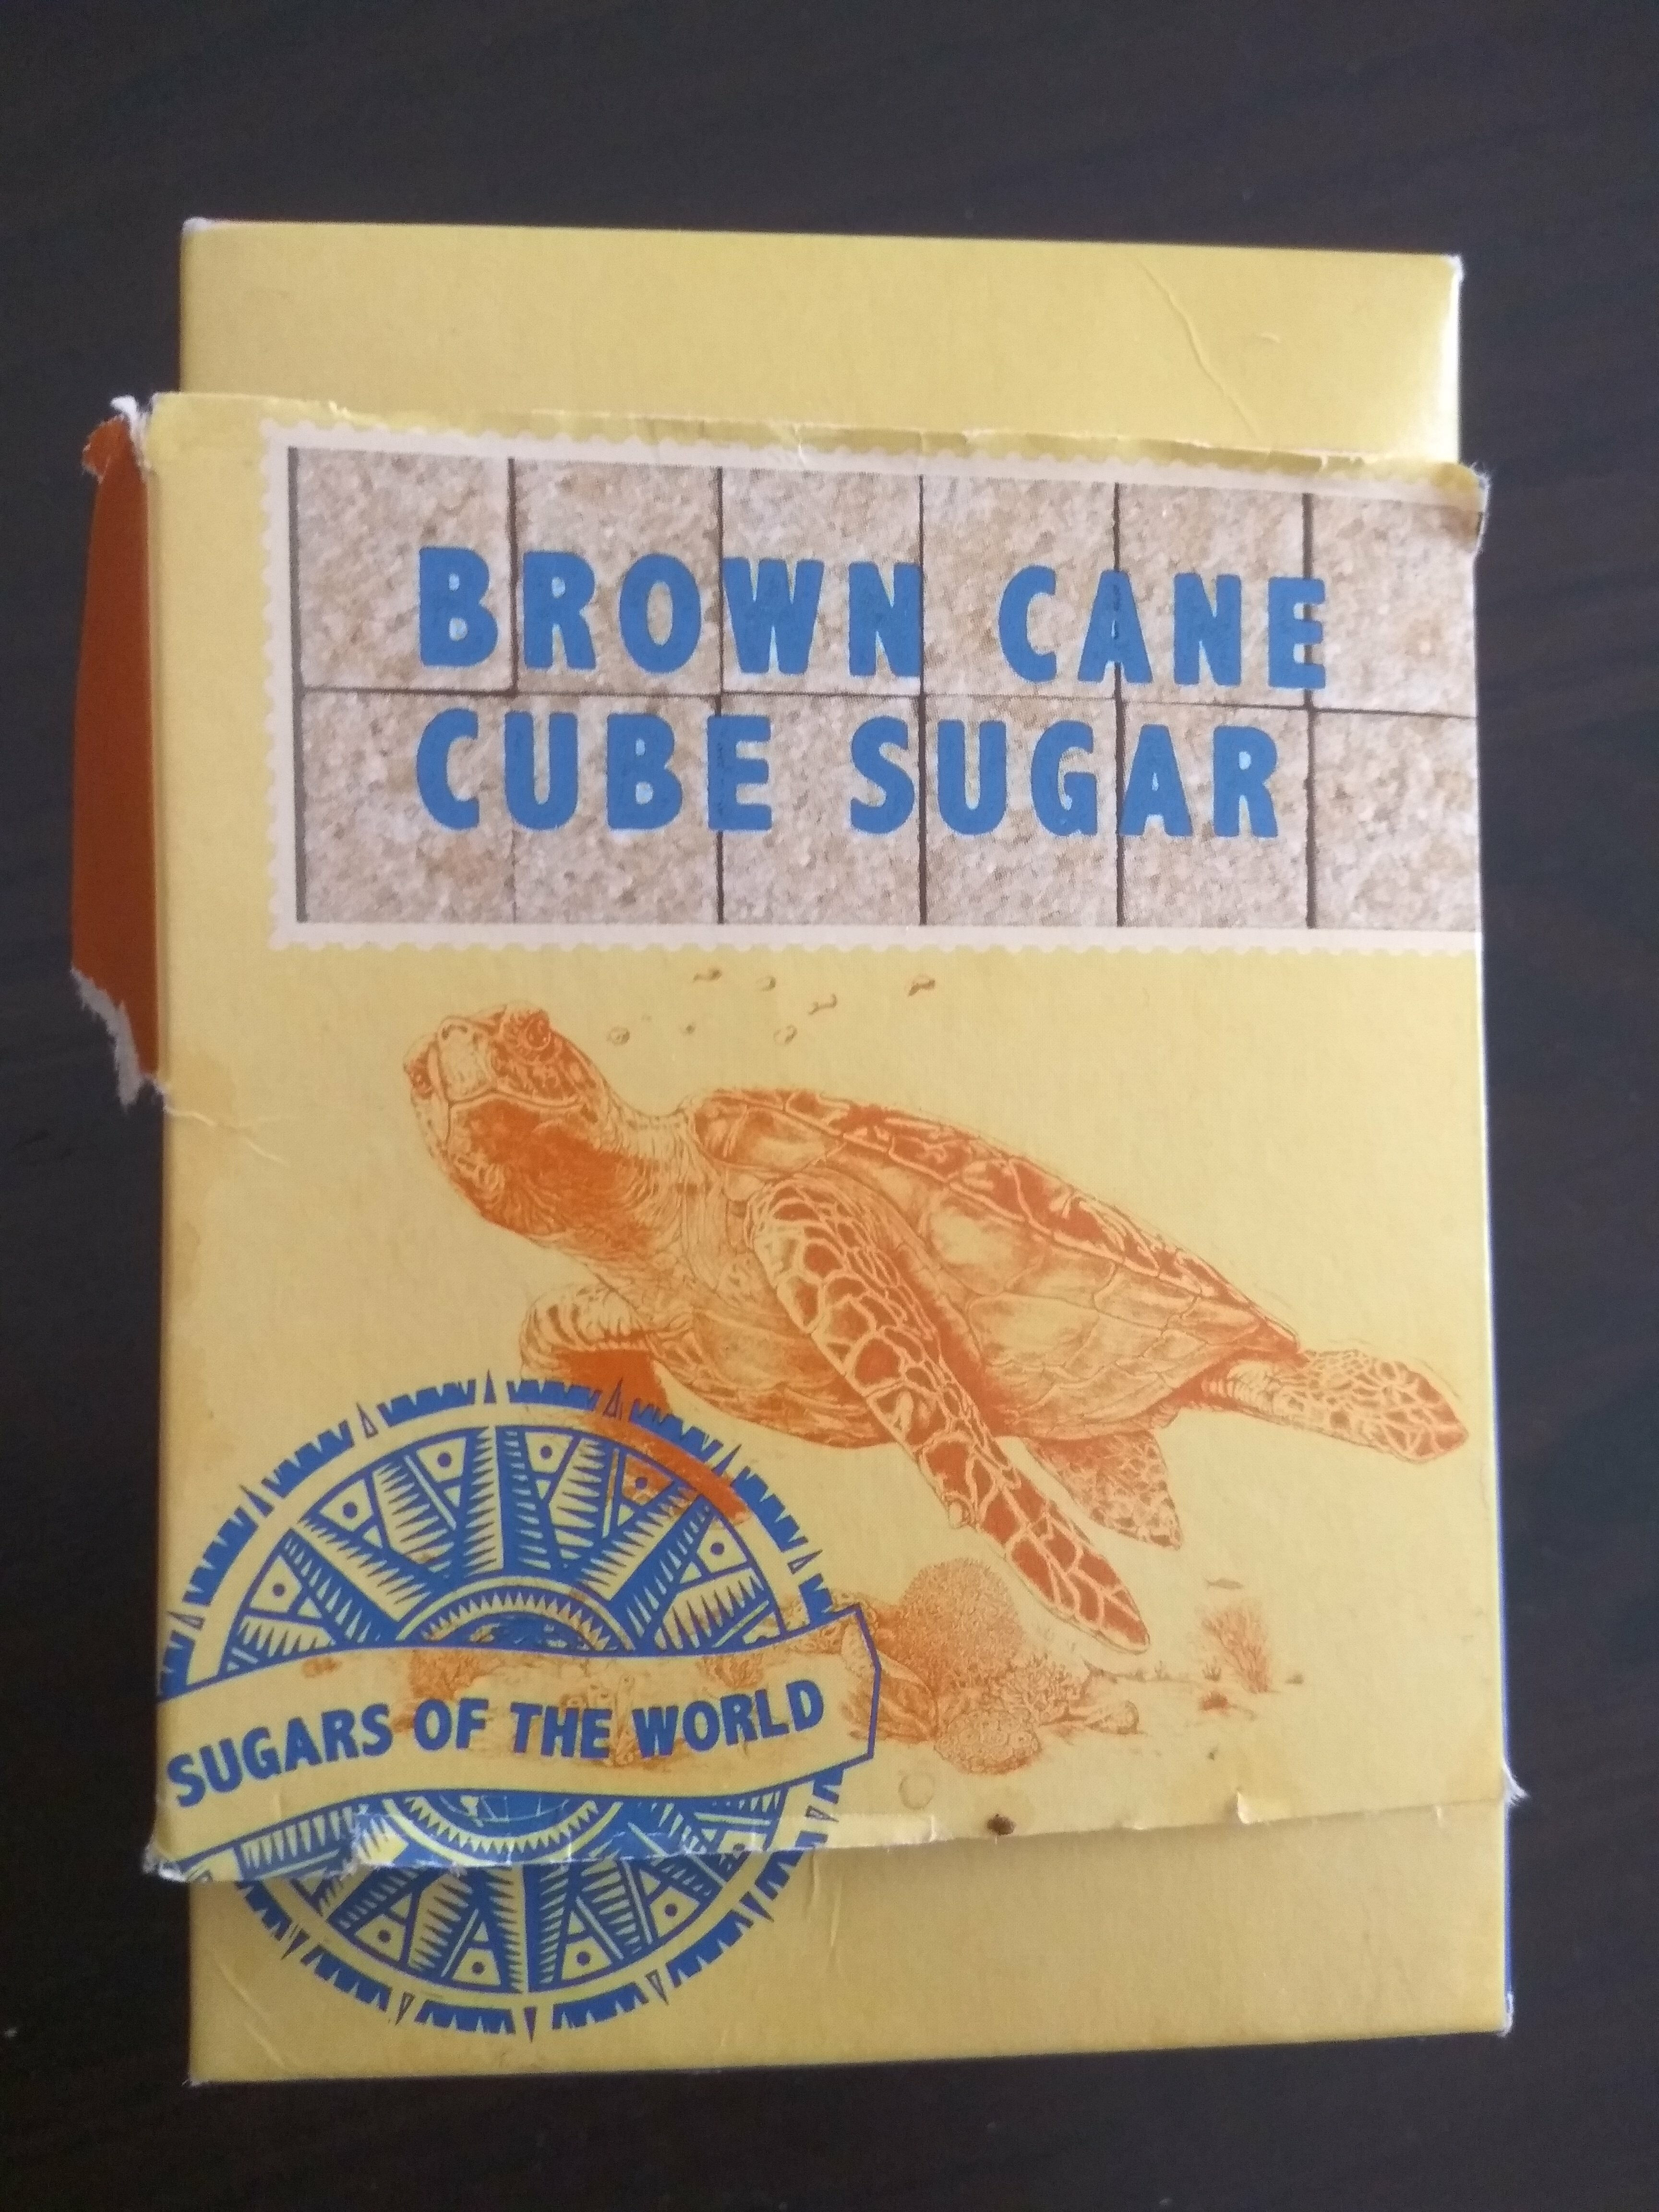 BROWN CANE
CUBE SUGAR
SUGARS OF THE WORLD